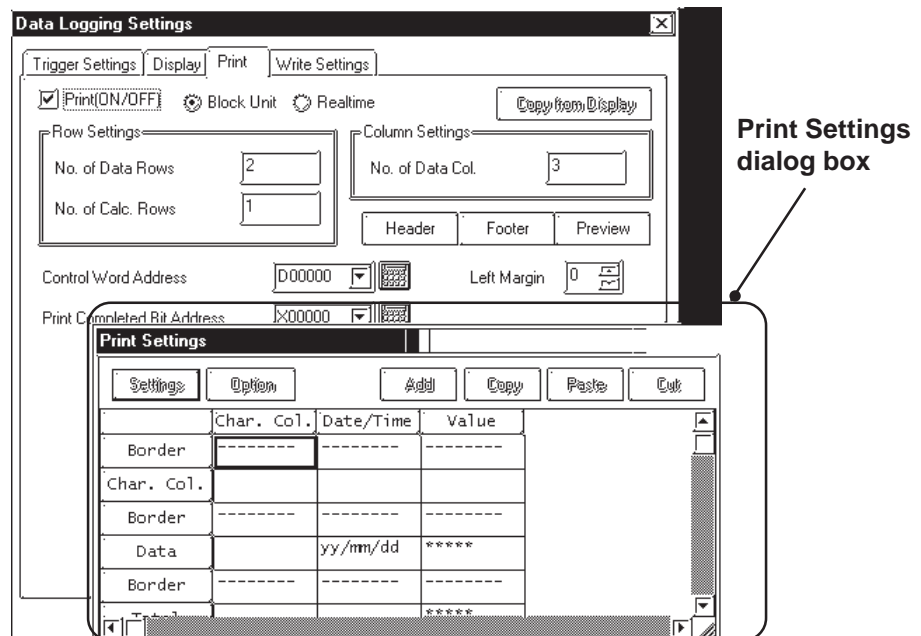 Data Logging Settings
Trigger Settings Display Print Write Settings
Print(ON/OFF) Block Unit Realtime Copy from Display
Row Settings Column Settings
No. of Data Rows 2 No. of Data Col. 3
No. of Calc. Rows 1
Header Footer Preview
Control Word Address D00000 Left Margin 0
Print Completed Bit Address X00000
Print Settings
dialog box
Print Settings
Settings Option Add Copy Paste Cut
Char. Col. Date/Time Value
Border -------- -------- --------
Char. Col.
Border -------- -------- --------
Data yy/mm/dd *****
Border -------- -------- --------
Total *****